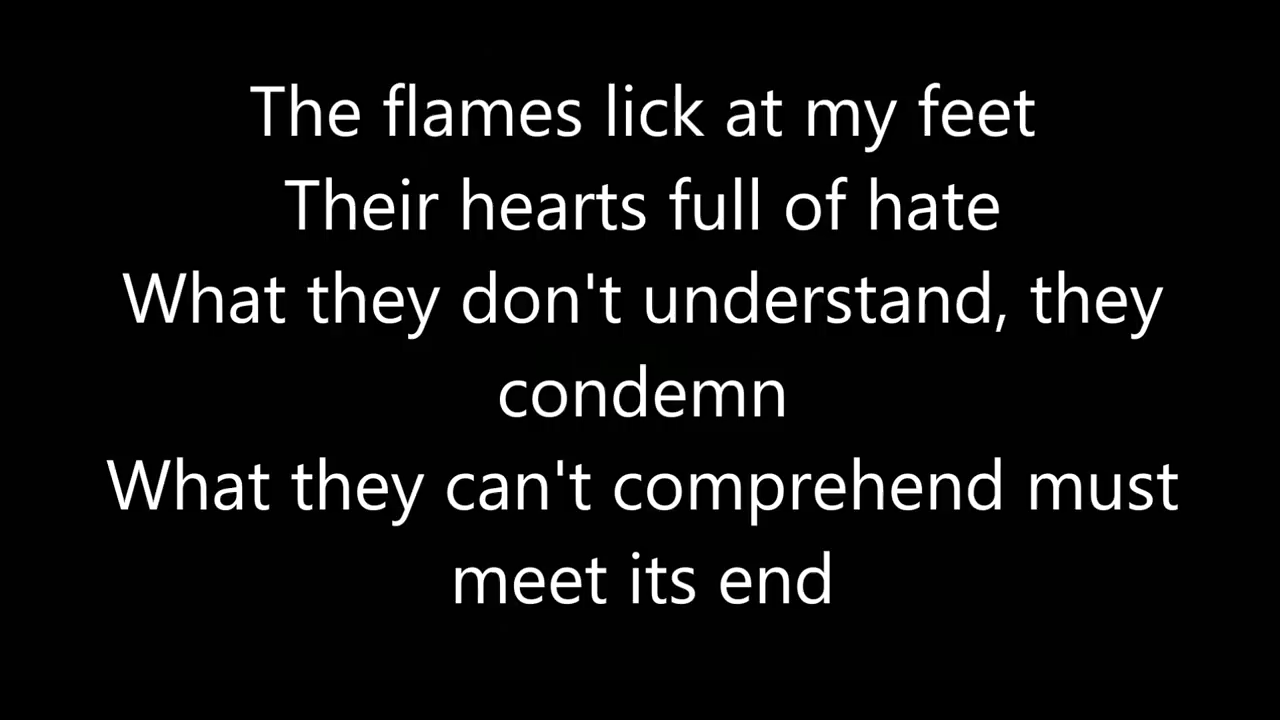 The flames lick at my feet
Their hearts full of hate
What they don't understand, they
condemn
What they can't comprehend must
meet its end